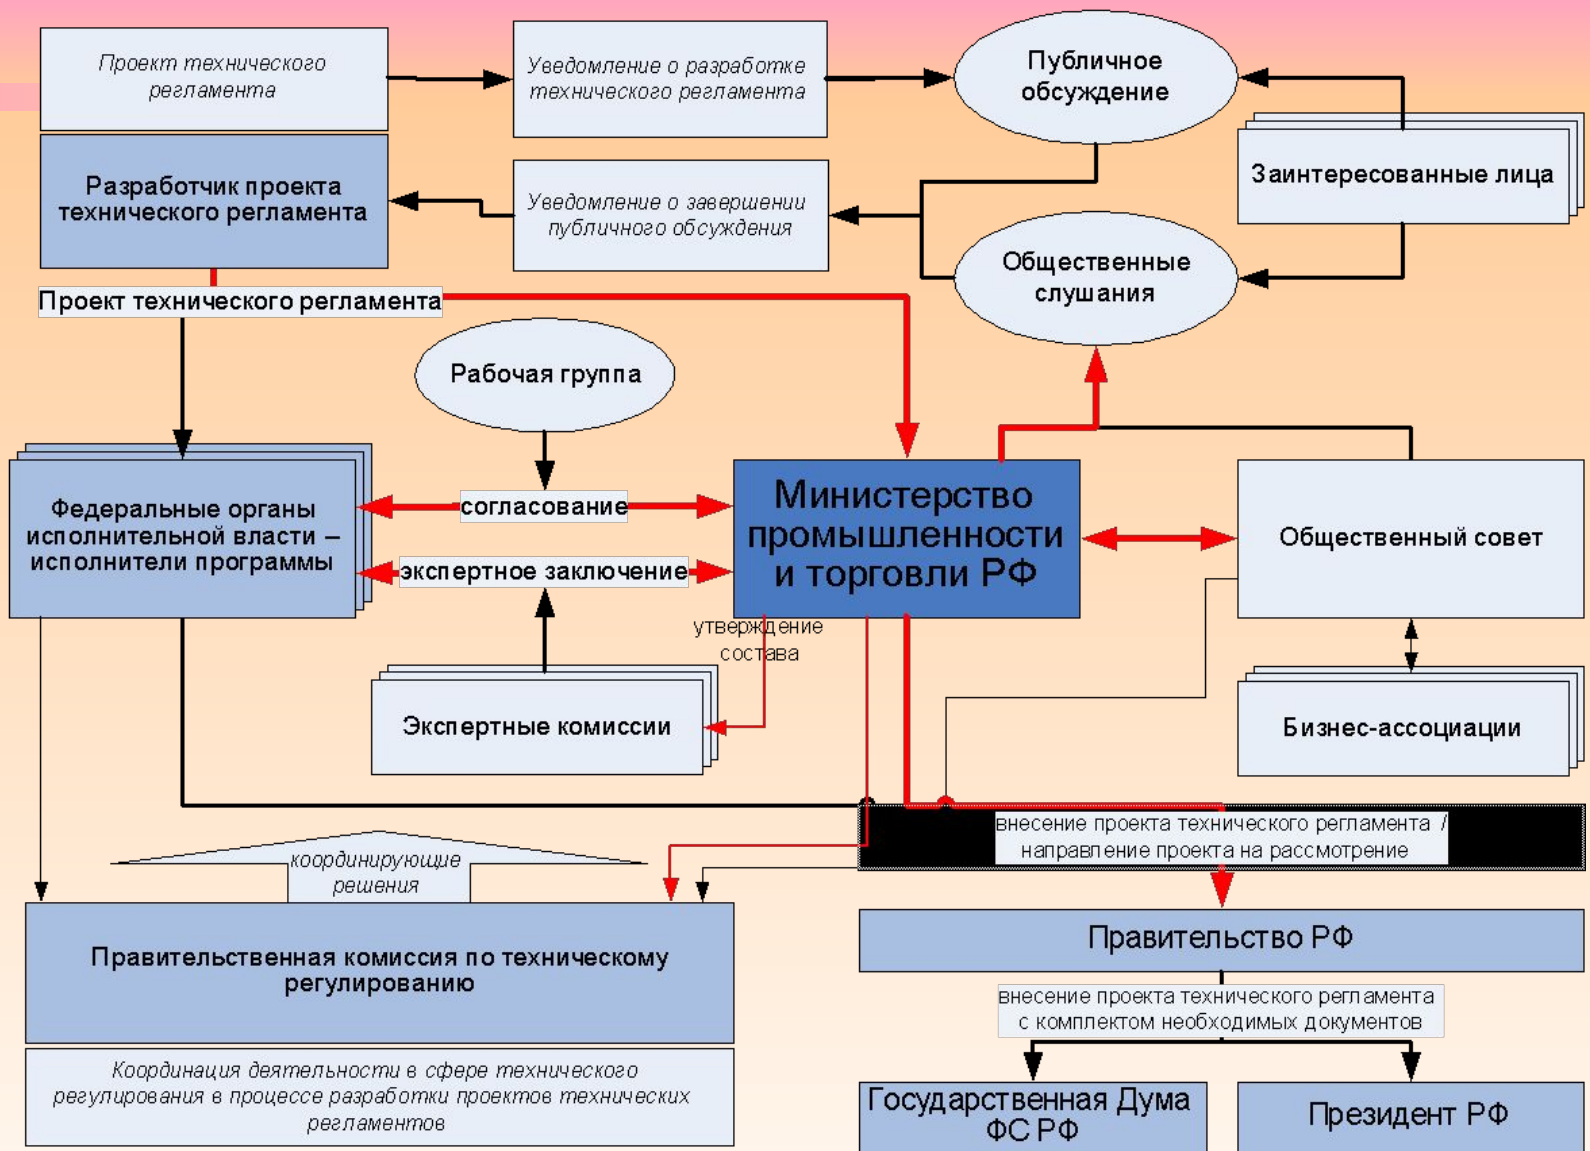 Проект технического
регламента
Уведомление о разработке
технического регламента
Публичное
обсуждение
Разработчик проекта
технического регламента
Уведомление о завершении
публичного обсуждения
Заинтересованные лица
Общественные
слушания
Проект технического регламента
Рабочая группа
Федеральные органы
исполнительной власти –
исполнители программы
согласование
экспертное заключение
Министерство
промышленности
и торговли РФ
Общественный совет
утверждение
состава
Экспертные комиссии
Бизнес-ассоциации
внесение проекта технического регламента /
направление проекта на рассмотрение
координирующие
решения
Правительственная комиссия по техническому
регулированию
Правительство РФ
внесение проекта технического регламента
с комплектом необходимых документов
Координация деятельности в сфере технического
регулирования в процессе разработки проектов технических
регламентов
Государственная Дума
ФС РФ
Президент РФ